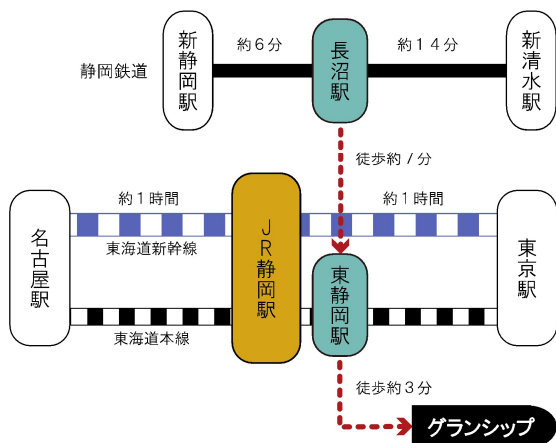 約6分
約14分
静岡鉄道
新静岡駅
長沼駅
新清水駅
徒歩約/分
約1時間
約1時間
名古屋駅
東海道新幹線
JR静岡駅
東静岡駅
東京駅
東海道本線
徒歩約3分
グランシップ